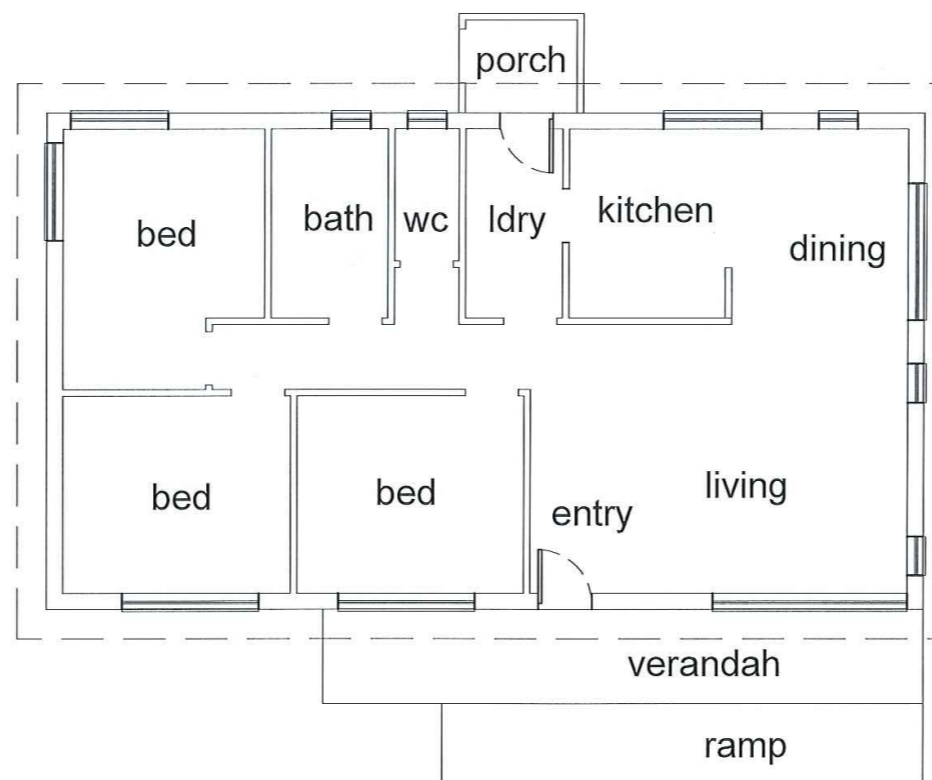 porch
bed
bath
wc
ldry
kitchen
dining
bed
bed
entry
living
verandah
ramp